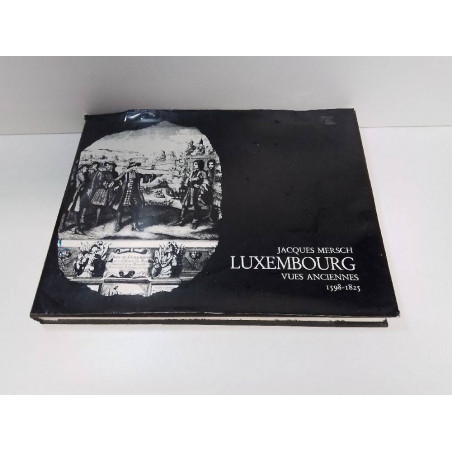 JACQUES MERSCH
LUXEMBOURG
VUES ANCIENNES
1598-1825